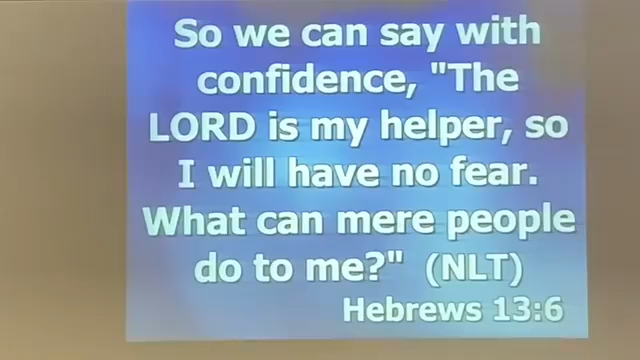 So we can say with
confidence, "The
LORD is my helper, so
I will have no fear.
What can mere people
do to me?" (NLT)
Hebrews 13:6